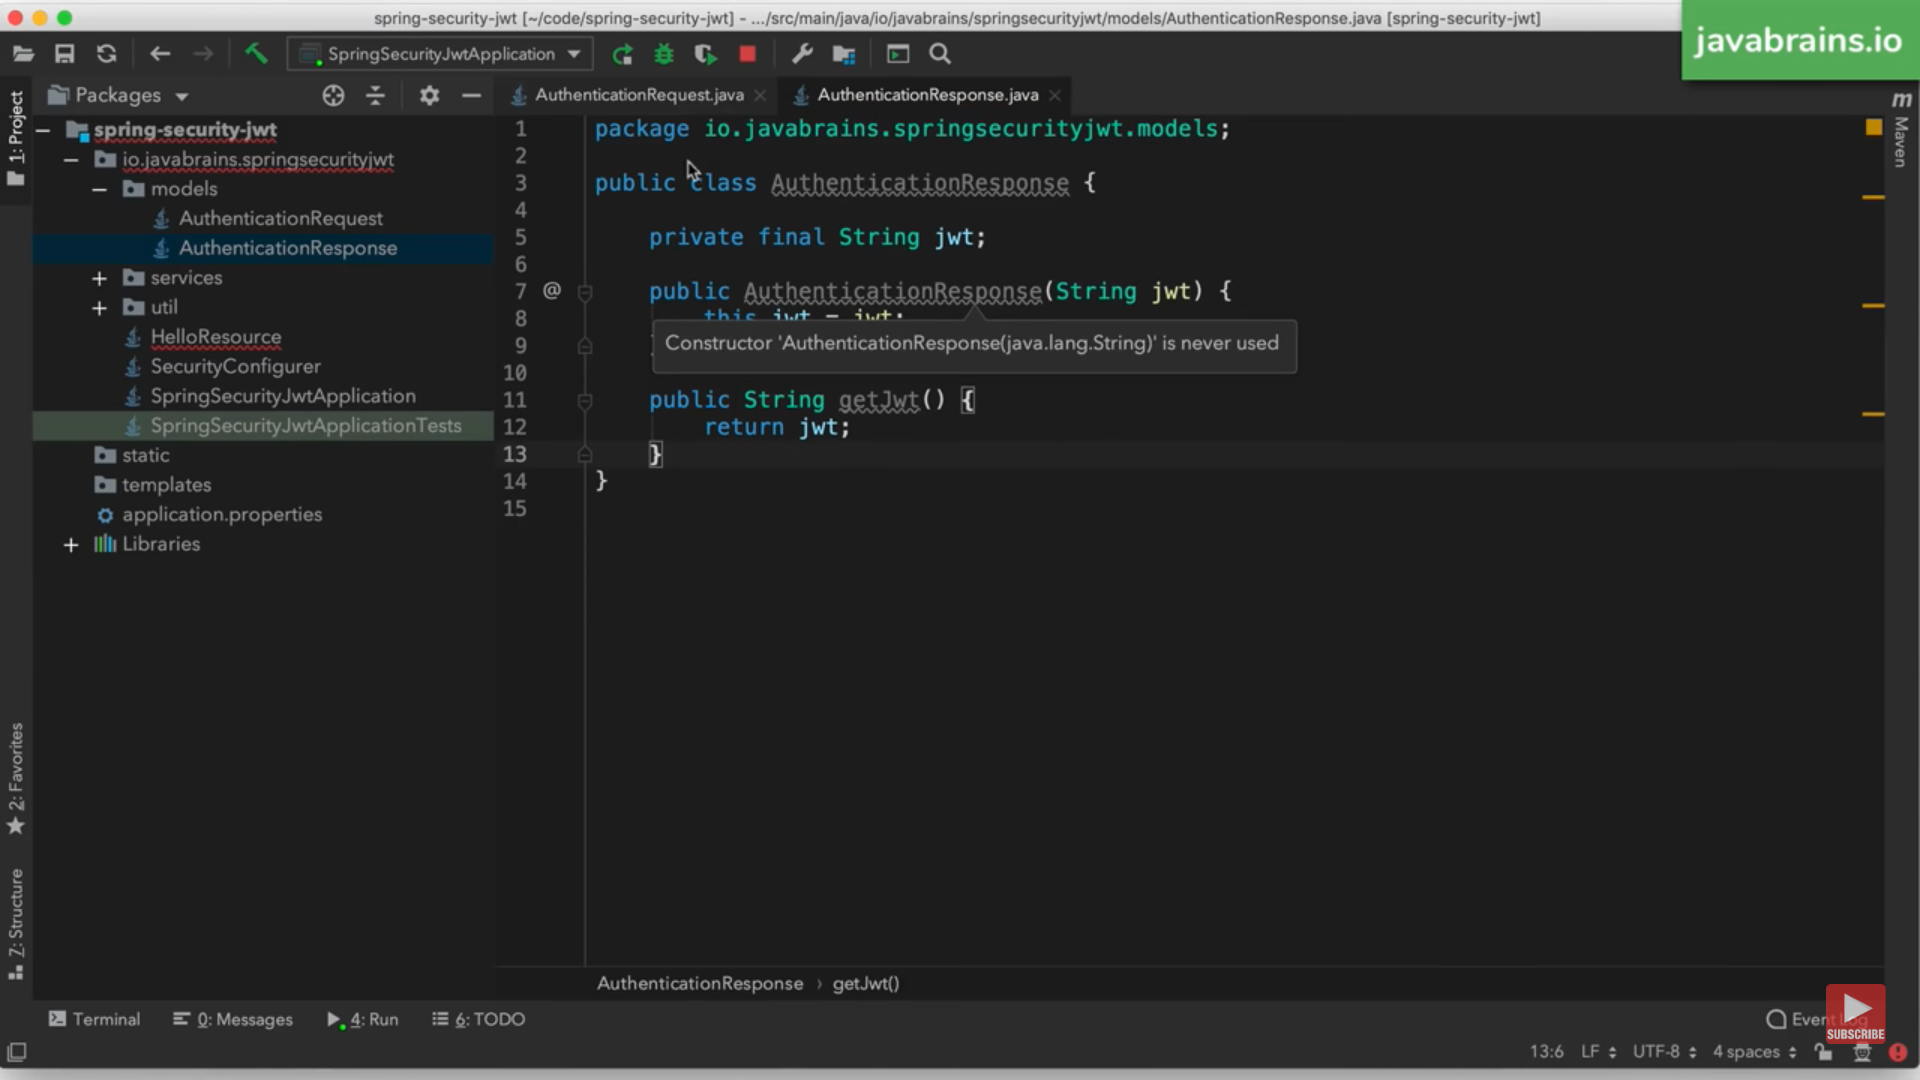 spring-security-jwt [~/code/spring-security-jwt] - .../src/main/java/io/javabrains/springsecurityjwt/models/AuthenticationResponse.java [spring-security-jwt]
javabrains.io
SpringSecurityJwtApplication
Packages
AuthenticationRequest.java
AuthenticationResponse.java
1: Project
m
Maven
spring-security-jwt
io.javabrains.springsecurityjwt
models
AuthenticationRequest
AuthenticationResponse
services
util
HelloResource
SecurityConfigurer
SpringSecurityJwtApplication
SpringSecurityJwtApplicationTests
static
templates
application.properties
Libraries
2: Favorites
7: Structure
1 package io.javabrains.springsecurityjwt.models;
2
3 public class AuthenticationResponse {
4
5 private final String jwt;
6
7 @ public AuthenticationResponse(String jwt) {
8 this.jwt = jwt;
9
Constructor 'AuthenticationResponse(java.lang.String)' is never used
10
11 public String getJwt() {
12 return jwt;
13 }
14 }
15
AuthenticationResponse › getJwt()
Terminal
0: Messages
4: Run
6: TODO
Event Log
SUBSCRIBE
13:6 LF UTF-8 4 spaces